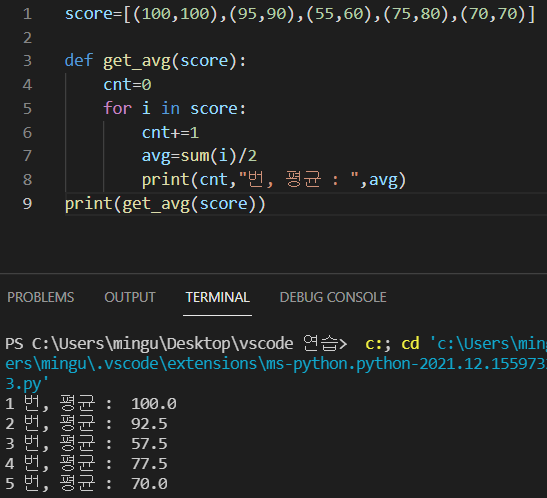 1 score=[(100,100),(95,90),(55,60),(75,80),(70,70)]
2
3 def get_avg(score):
4 cnt=0
5 for i in score:
6 cnt+=1
7 avg=sum(i)/2
8 print(cnt,"번, 평균 : ",avg)
9 print(get_avg(score))
PROBLEMS OUTPUT TERMINAL DEBUG CONSOLE
PS C:\Users\mingu\Desktop\vscode 연습> c:; cd 'c:\Users\ming
ers\mingu\.vscode\extensions\ms-python.python-2021.12.155973
3.py'
1 번, 평균 : 100.0
2 번, 평균 : 92.5
3 번, 평균 : 57.5
4 번, 평균 : 77.5
5 번, 평균 : 70.0